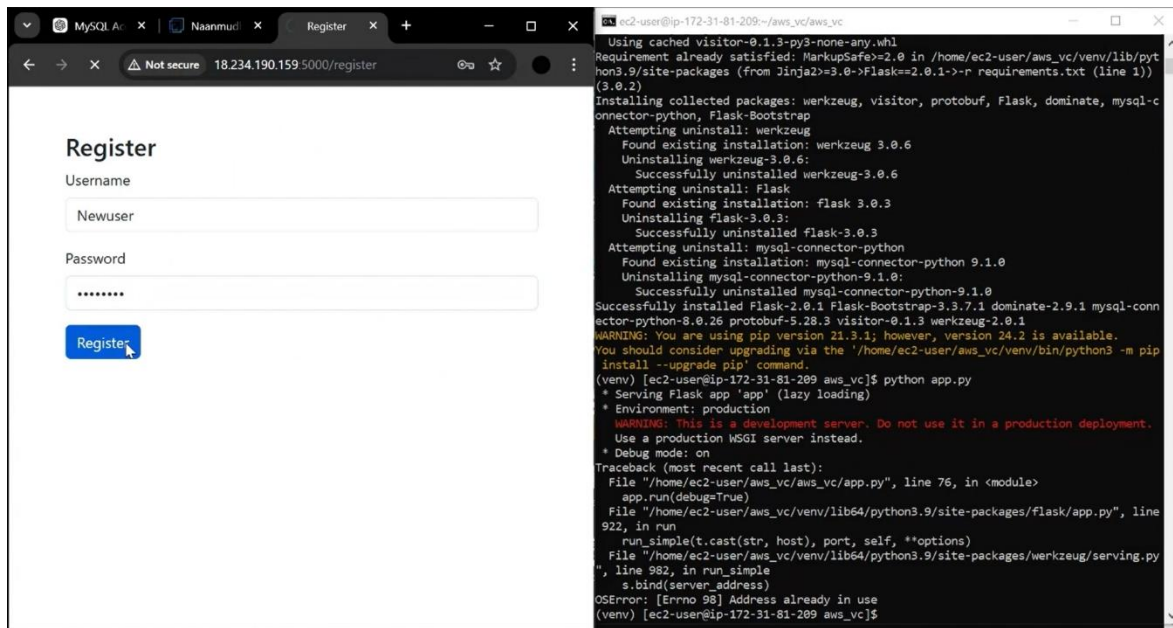 MySQL Ac
Naanmud
Register
Not secure 18.234.190.159:5000/register
Register
Username
Newuser
Password
Register
ec2-user@ip-172-31-81-209:~/aws_vc/aws_vc
Using cached visitor-0.1.3-py3-none-any.whl
Requirement already satisfied: MarkupSafe>=2.0 in /home/ec2-user/aws_vc/venv/lib/pyt
hon3.9/site-packages (from Jinja2>=3.0->Flask==2.0.1->-r requirements.txt (line 1))
(3.0.2)
Installing collected packages: werkzeug, visitor, protobuf, Flask, dominate, mysql-c
onnector-python, Flask-Bootstrap
Attempting uninstall: werkzeug
Found existing installation: werkzeug 3.0.6
Uninstalling werkzeug-3.0.6:
Successfully uninstalled werkzeug-3.0.6
Attempting uninstall: Flask
Found existing installation: flask 3.0.3
Uninstalling flask-3.0.3:
Successfully uninstalled flask-3.0.3
Attempting uninstall: mysql-connector-python
Found existing installation: mysql-connector-python 9.1.0
Uninstalling mysql-connector-python-9.1.0:
Successfully uninstalled mysql-connector-python-9.1.0
Successfully installed Flask-2.0.1 Flask-Bootstrap-3.3.7.1 dominate-2.9.1 mysql-conn
ector-python-8.0.26 protobuf-5.28.3 visitor-0.1.3 werkzeug-2.0.1
WARNING: You are using pip version 21.3.1; however, version 24.2 is available.
You should consider upgrading via the '/home/ec2-user/aws_vc/venv/bin/python3 -m pip
install --upgrade pip' command.
(venv) [ec2-user@ip-172-31-81-209 aws_vc]$ python app.py
* Serving Flask app 'app' (lazy loading)
* Environment: production
WARNING: This is a development server. Do not use it in a production deployment.
Use a production WSGI server instead.
* Debug mode: on
Traceback (most recent call last):
File "/home/ec2-user/aws_vc/aws_vc/app.py", line 76, in <module>
app.run(debug=True)
File "/home/ec2-user/aws_vc/venv/lib64/python3.9/site-packages/flask/app.py", line
922, in run
run_simple(t.cast(str, host), port, self, **options)
File "/home/ec2-user/aws_vc/venv/lib64/python3.9/site-packages/werkzeug/serving.py
", line 982, in run_simple
s.bind(server_address)
OSError: [Errno 98] Address already in use
(venv) [ec2-user@ip-172-31-81-209 aws_vc]$